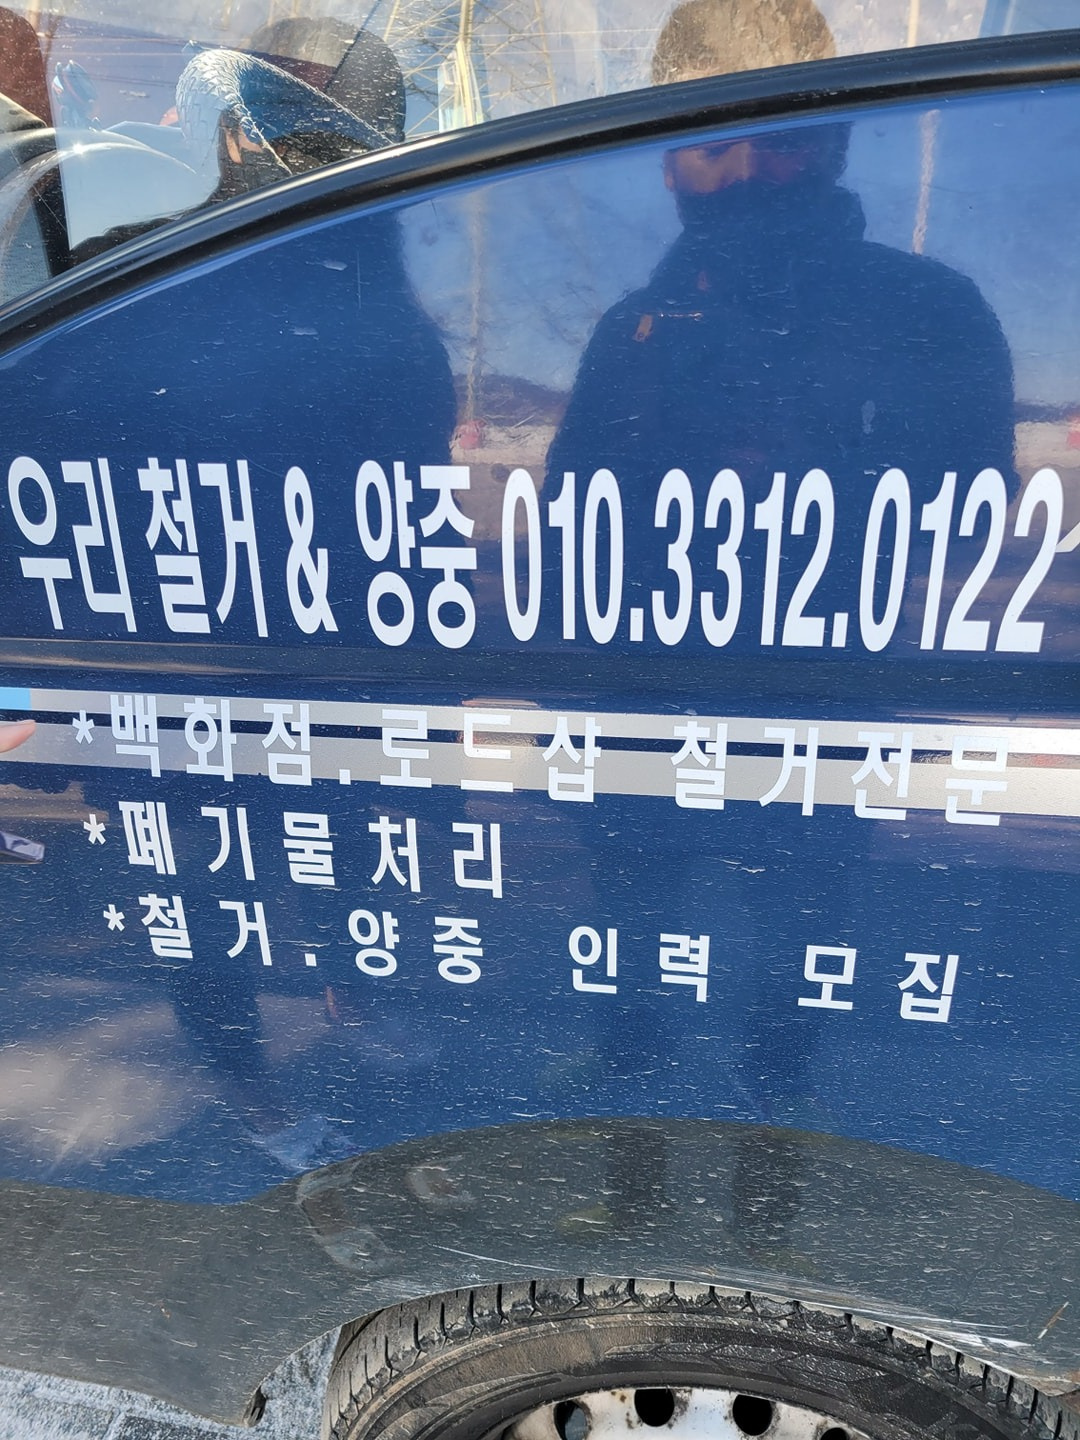 우리 철거 & 양중 010.3312.0122
*백화점.로드샵 철거전문
*폐기물처리
*철거.양중 인력 모집